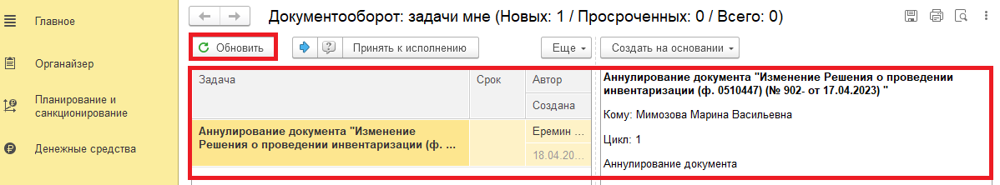 Главное
Органайзер
Планирование и
санкционирование
Денежные средства
Документооборот: задачи мне (Новых: 1 / Просроченных: 0 / Всего: 0)
Обновить
Принять к исполнению
Еще
Создать на основании
Задача
Срок
Автор
Создана
Аннулирование документа "Изменение
Решения о проведении инвентаризации (ф. ...
Еремин ...
18.04.20...
Аннулирование документа "Изменение Решения о проведении
инвентаризации (ф. 0510447) (№ 902- от 17.04.2023) "
Кому: Мимозова Марина Васильевна
Цикл: 1
Аннулирование документа